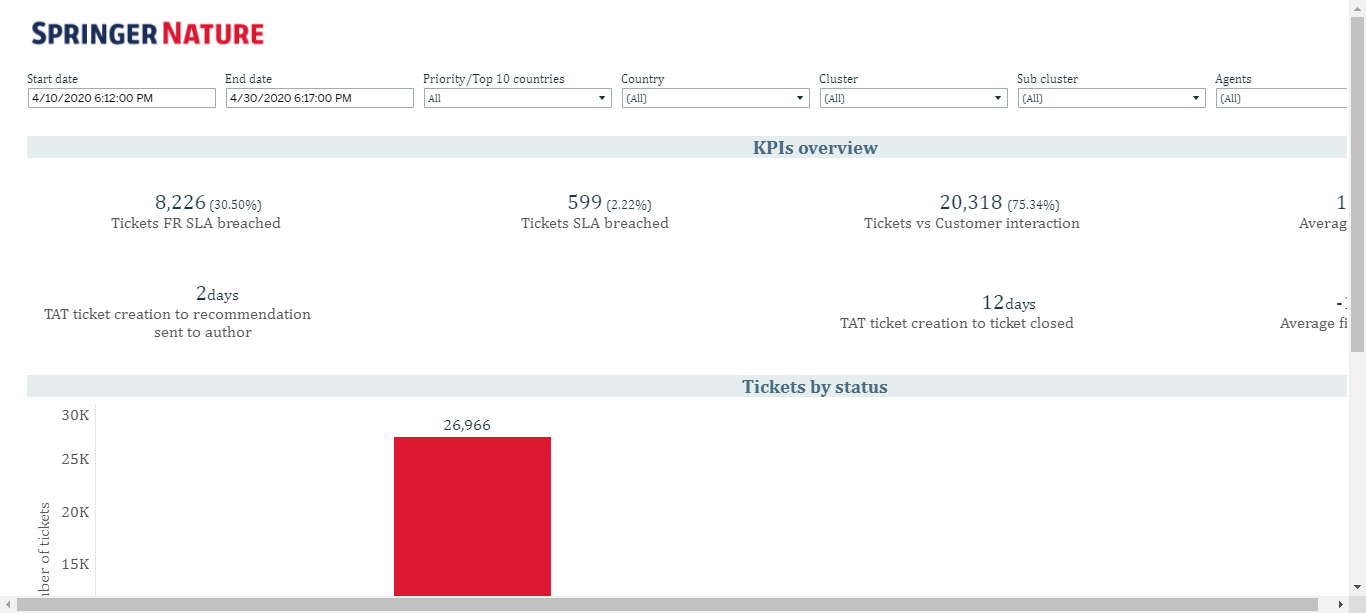 SPRINGER NATURE
Start date End date Priority/Top 10 countries Country Cluster Sub cluster Agents
4/10/2020 6:12:00 PM 4/30/2020 6:17:00 PM All (All) (All) (All) (All)
KPIs overview
8,226 (30.50%) 599 (2.22%) 20,318 (75.34%) 1
Tickets FR SLA breached Tickets SLA breached Tickets vs Customer interaction
2days 12days
TAT ticket creation to recommendation TAT ticket creation to ticket closed Average
sent to author
Tickets by status
30K
26,966
25K
20K
15K
of tickets